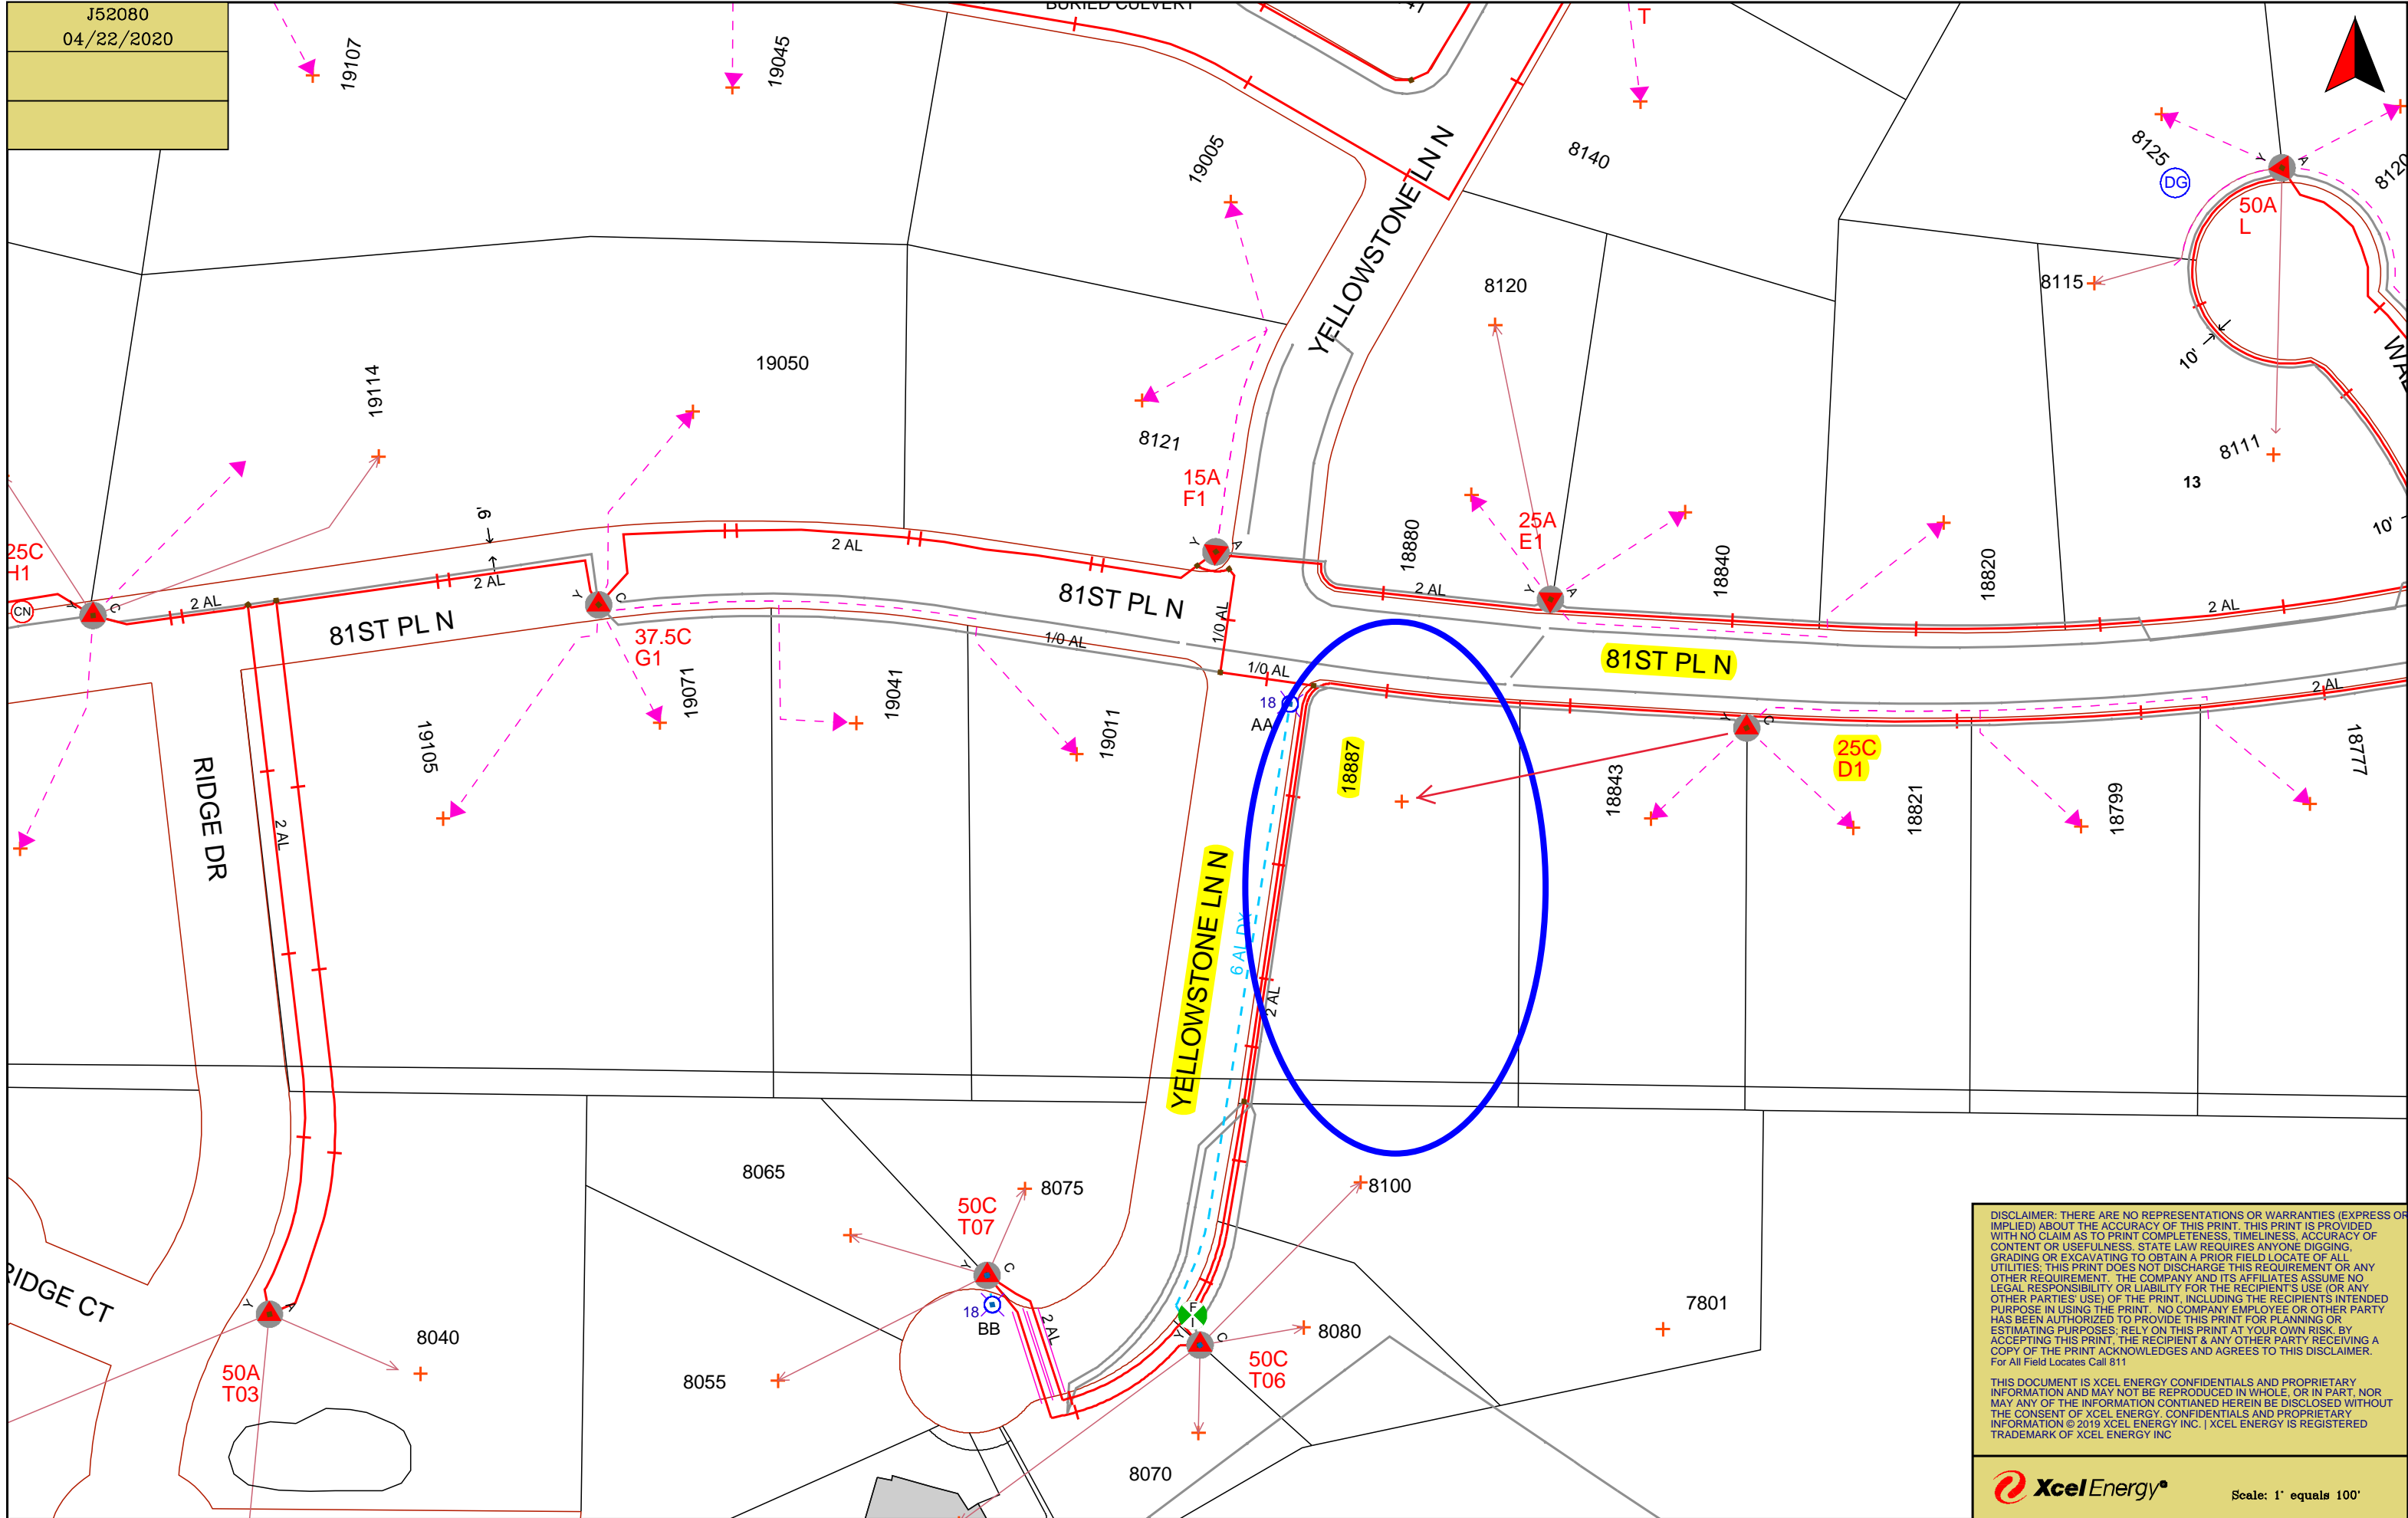 J52080
04/22/2020
BURIED CULVERT
T
19107
19045
19005
8140
8125
DG
8120
Y
A
50A
L
YELLOWSTONE LN N
8120
8115
10'
19050
19114
8121
15A
F1
Y
A
8111
13
10'
6'
25C
H1
CN
Y
C
2 AL
2 AL
2 AL
Y
C
18880
25A
E1
Y
A
18840
18820
81ST PL N
81ST PL N
2 AL
2 AL
37.5C
G1
1/0 AL
1/0 AL
1/0 AL
81ST PL N
2 AL
19105
19071
19041
19011
18
AA
18887
18843
Y
C
25C
D1
18821
18799
18777
RIDGE DR
2 AL
YELLOWSTONE LN N
6 AL DX
2 AL
8065
8075
50C
T07
Y
C
8100
18
BB
2 AL
F
I
Y
C
8080
7801
RIDGE CT
Y
A
8040
50A
T03
8055
50C
T06
8070
DISCLAIMER: THERE ARE NO REPRESENTATIONS OR WARRANTIES (EXPRESS OR
IMPLIED) ABOUT THE ACCURACY OF THIS PRINT. THIS PRINT IS PROVIDED
WITH NO CLAIM AS TO PRINT COMPLETENESS, TIMELINESS, ACCURACY OF
CONTENT OR USEFULNESS. STATE LAW REQUIRES ANYONE DIGGING,
GRADING OR EXCAVATING TO OBTAIN A PRIOR FIELD LOCATE OF ALL
UTILITIES; THIS PRINT DOES NOT DISCHARGE THIS REQUIREMENT OR ANY
OTHER REQUIREMENT. THE COMPANY AND ITS AFFILIATES ASSUME NO
LEGAL RESPONSIBILITY OR LIABILITY FOR THE RECIPIENT'S USE (OR ANY
OTHER PARTIES' USE) OF THE PRINT, INCLUDING THE RECIPIENTS INTENDED
PURPOSE IN USING THE PRINT. NO COMPANY EMPLOYEE OR OTHER PARTY
HAS BEEN AUTHORIZED TO PROVIDE THIS PRINT FOR PLANNING OR
ESTIMATING PURPOSES; RELY ON THIS PRINT AT YOUR OWN RISK. BY
ACCEPTING THIS PRINT, THE RECIPIENT & ANY OTHER PARTY RECEIVING A
COPY OF THE PRINT ACKNOWLEDGES AND AGREES TO THIS DISCLAIMER.
For All Field Locates Call 811
THIS DOCUMENT IS XCEL ENERGY CONFIDENTIALS AND PROPRIETARY
INFORMATION AND MAY NOT BE REPRODUCED IN WHOLE, OR IN PART, NOR
MAY ANY OF THE INFORMATION CONTIANED HEREIN BE DISCLOSED WITHOUT
THE CONSENT OF XCEL ENERGY. CONFIDENTIALS AND PROPRIETARY
INFORMATION © 2019 XCEL ENERGY INC. | XCEL ENERGY IS REGISTERED
TRADEMARK OF XCEL ENERGY INC
Xcel Energy®
Scale: 1" equals 100'